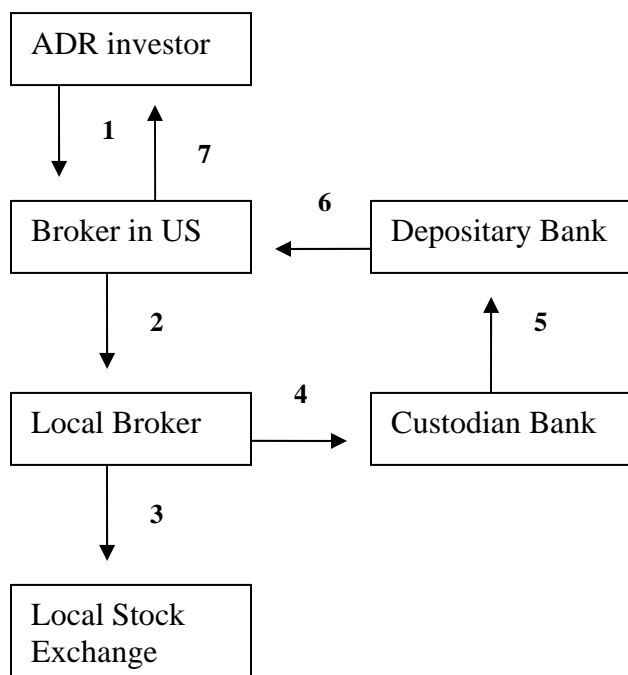 ADR investor
1
7
Broker in US
6
Depositary Bank
2
5
Local Broker
4
Custodian Bank
3
Local Stock
Exchange